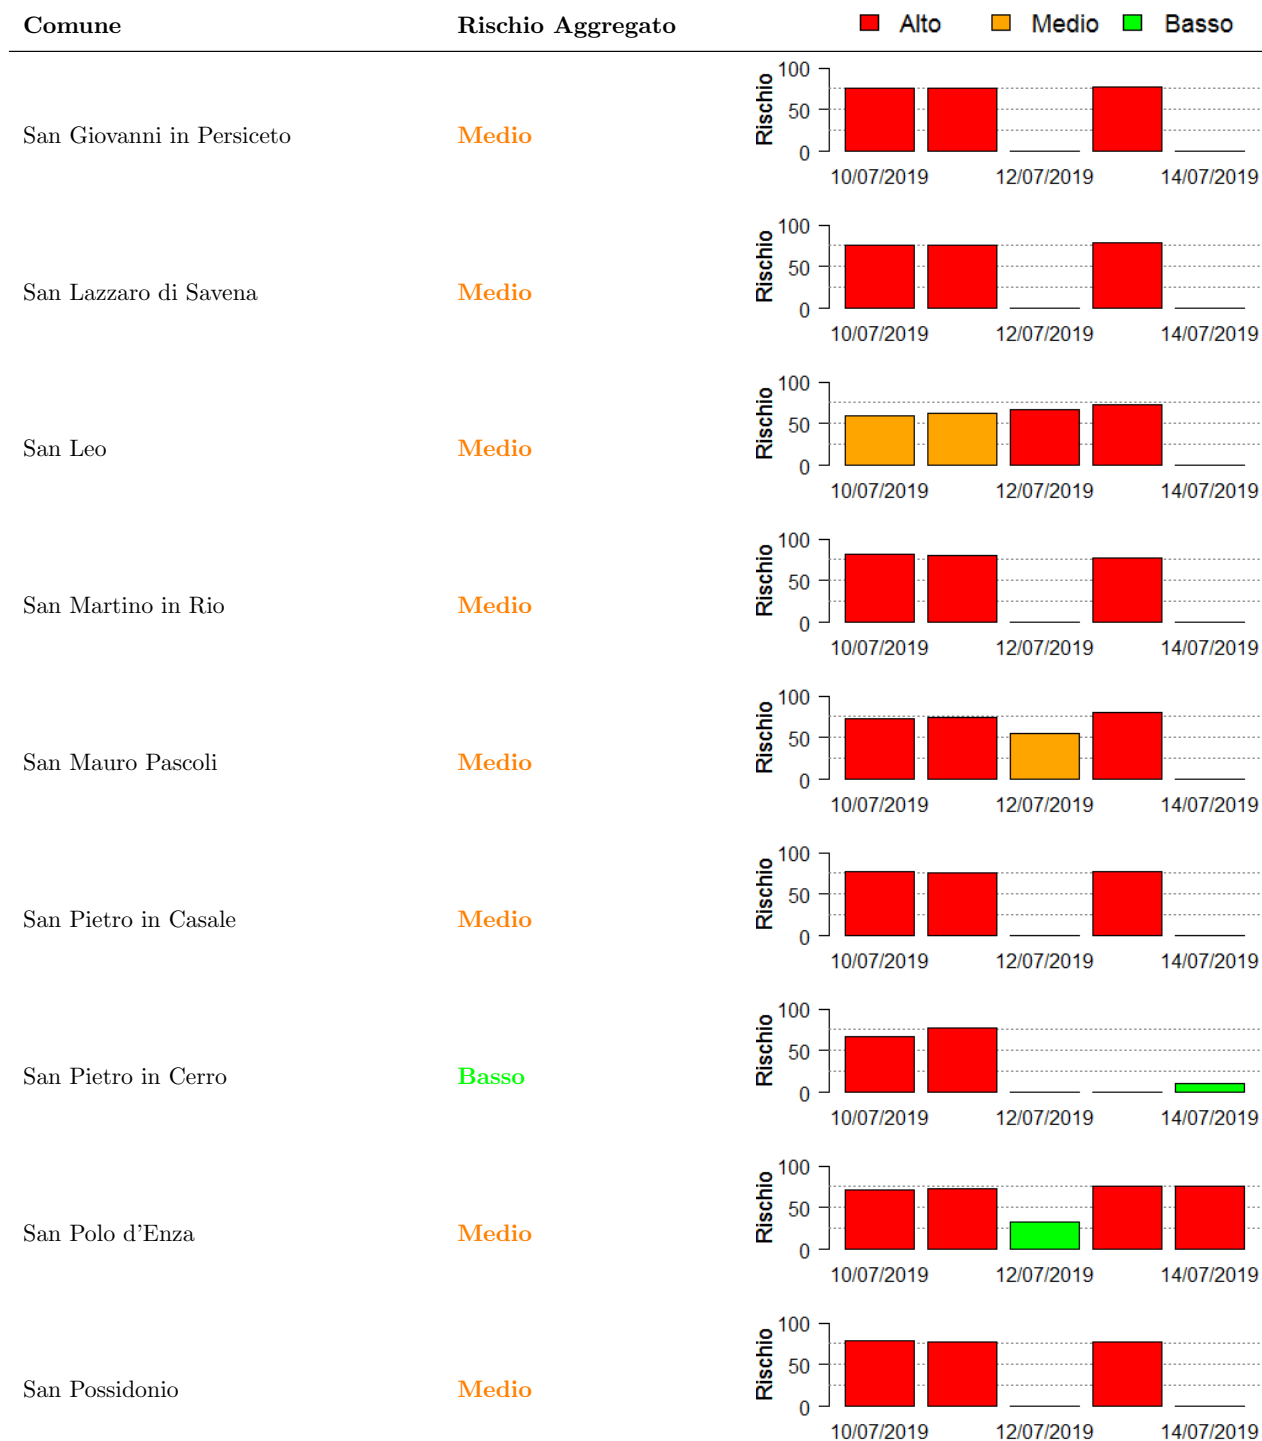 Comune Rischio Aggregato Alto Medio Basso
100
50
0
Rischio
San Giovanni in Persiceto Medio
10/07/2019 12/07/2019 14/07/2019
100
50
0
Rischio
San Lazzaro di Savena Medio
10/07/2019 12/07/2019 14/07/2019
100
50
0
Rischio
San Leo Medio
10/07/2019 12/07/2019 14/07/2019
100
50
0
Rischio
San Martino in Rio Medio
10/07/2019 12/07/2019 14/07/2019
100
50
0
Rischio
San Mauro Pascoli Medio
10/07/2019 12/07/2019 14/07/2019
100
50
0
Rischio
San Pietro in Casale Medio
10/07/2019 12/07/2019 14/07/2019
100
50
0
Rischio
San Pietro in Cerro Basso
10/07/2019 12/07/2019 14/07/2019
100
50
0
Rischio
San Polo d'Enza Medio
10/07/2019 12/07/2019 14/07/2019
100
50
0
Rischio
San Possidonio Medio
10/07/2019 12/07/2019 14/07/2019